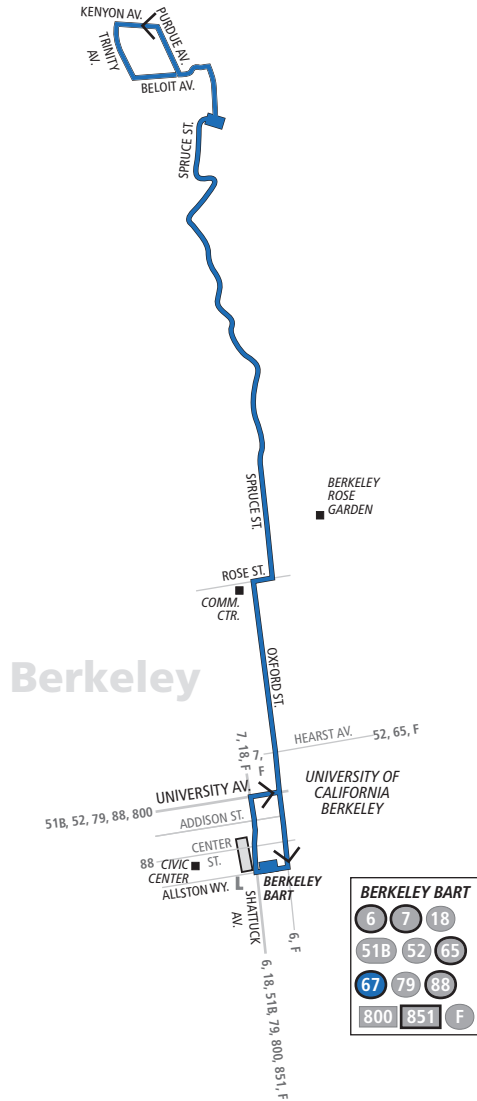 KENYON AV.
PURDUE AV.
TRINITY
AV.
BELOIT AV.
SPRUCE ST.
SPRUCE ST.
BERKELEY
ROSE
GARDEN
ROSE ST.
COMM.
CTR.
OXFORD ST.
Berkeley
HEARST AV.
52, 65, F
7, 18, F
7,
F
UNIVERSITY AV.
UNIVERSITY OF
CALIFORNIA
BERKELEY
51B, 52, 79, 88, 800
ADDISON ST.
CENTER
ST.
88
CIVIC
CENTER
ALLSTON WY.
BERKELEY
BART
SHATTUCK
AV.
6, F
6, 18, 51B, 79, 800, 851, F
BERKELEY BART
6 7 18
51B 52 65
67 79 88
800 851 F